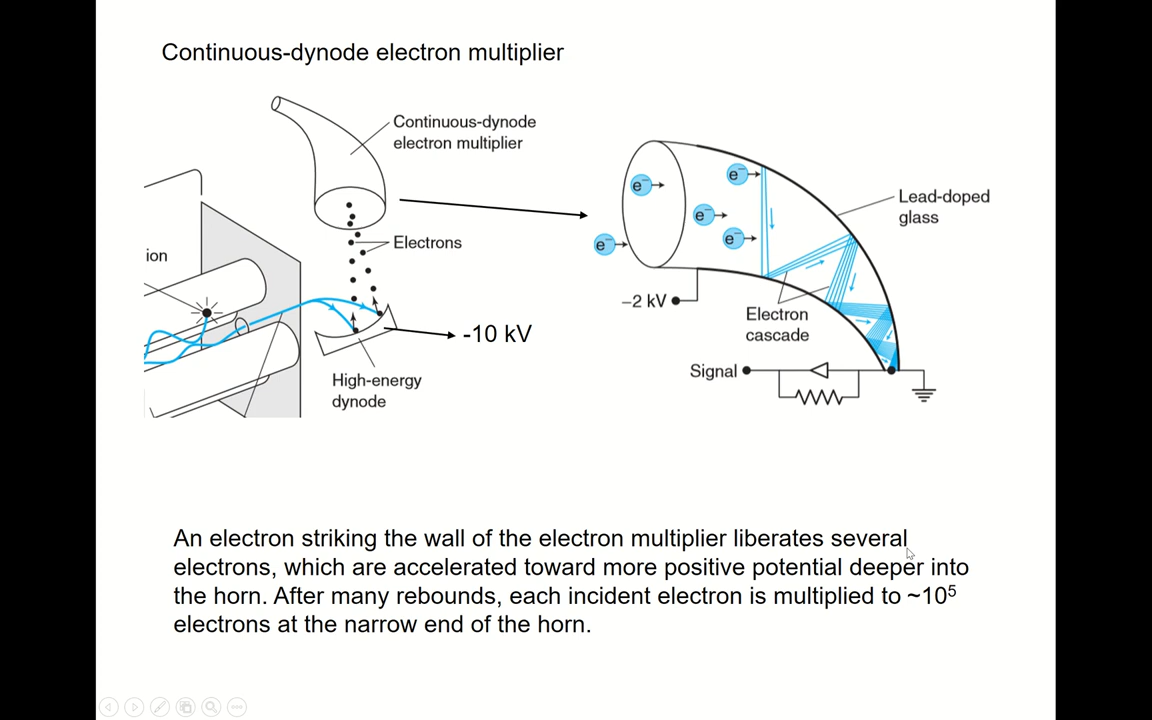 Continuous-dynode electron multiplier
Continuous-dynode
electron multiplier
Electrons
ion
-10 kV
High-energy
dynode
e⁻
e⁻
e⁻
e⁻
e⁻
Lead-doped
glass
–2 kV
Electron
cascade
Signal
An electron striking the wall of the electron multiplier liberates several
electrons, which are accelerated toward more positive potential deeper into
the horn. After many rebounds, each incident electron is multiplied to ~10⁵
electrons at the narrow end of the horn.